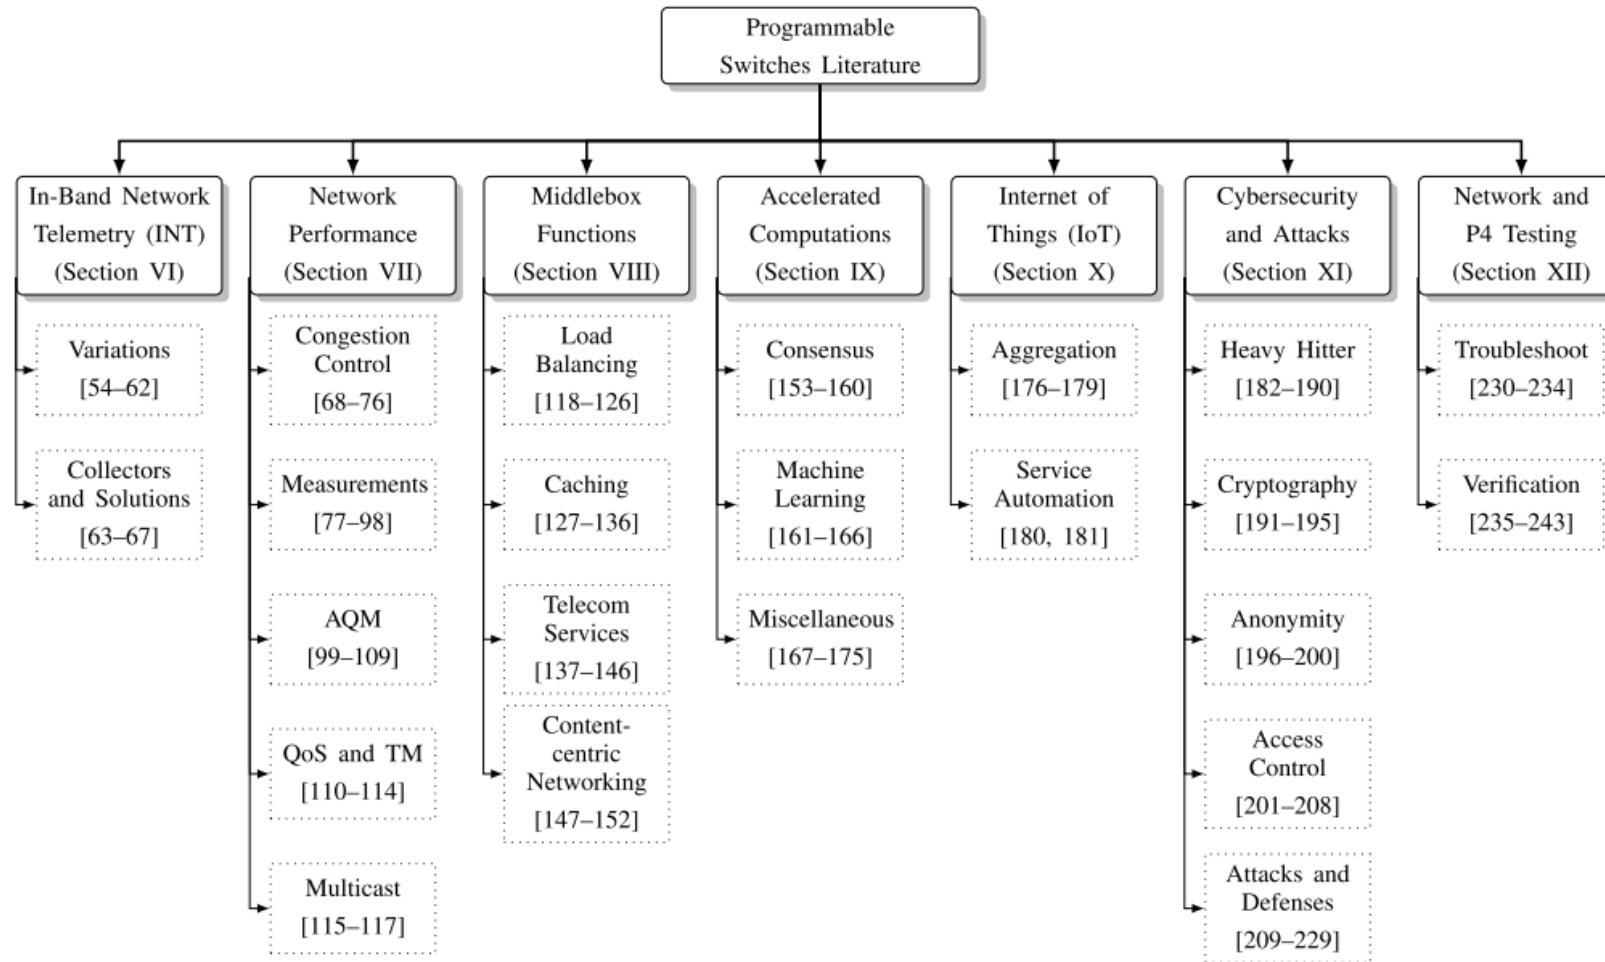 Programmable
Switches Literature
In-Band Network
Telemetry (INT)
(Section VI)
Variations
[54–62]
Collectors
and Solutions
[63–67]
Network
Performance
(Section VII)
Congestion
Control
[68–76]
Measurements
[77–98]
AQM
[99–109]
QoS and TM
[110–114]
Multicast
[115–117]
Middlebox
Functions
(Section VIII)
Load
Balancing
[118–126]
Caching
[127–136]
Telecom
Services
[137–146]
Content-
centric
Networking
[147–152]
Accelerated
Computations
(Section IX)
Consensus
[153–160]
Machine
Learning
[161–166]
Miscellaneous
[167–175]
Internet of
Things (IoT)
(Section X)
Aggregation
[176–179]
Service
Automation
[180, 181]
Cybersecurity
and Attacks
(Section XI)
Heavy Hitter
[182–190]
Cryptography
[191–195]
Anonymity
[196–200]
Access
Control
[201–208]
Attacks and
Defenses
[209–229]
Network and
P4 Testing
(Section XII)
Troubleshoot
[230–234]
Verification
[235–243]